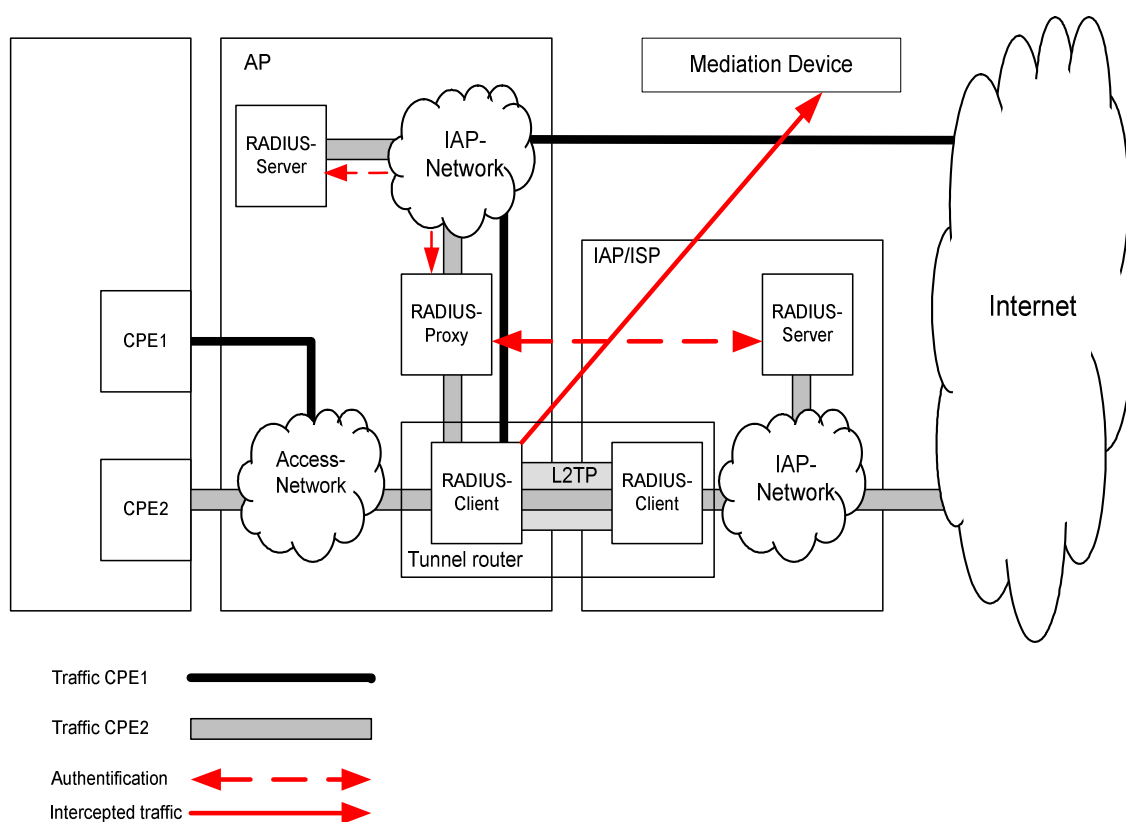 AP
Mediation Device
RADIUS-
Server
IAP-
Network
IAP/ISP
RADIUS-
Proxy
RADIUS-
Server
Internet
CPE1
Access-
Network
RADIUS-
Client
L2TP
RADIUS-
Client
IAP-
Network
CPE2
Tunnel router
Traffic CPE1
Traffic CPE2
Authentification
Intercepted traffic